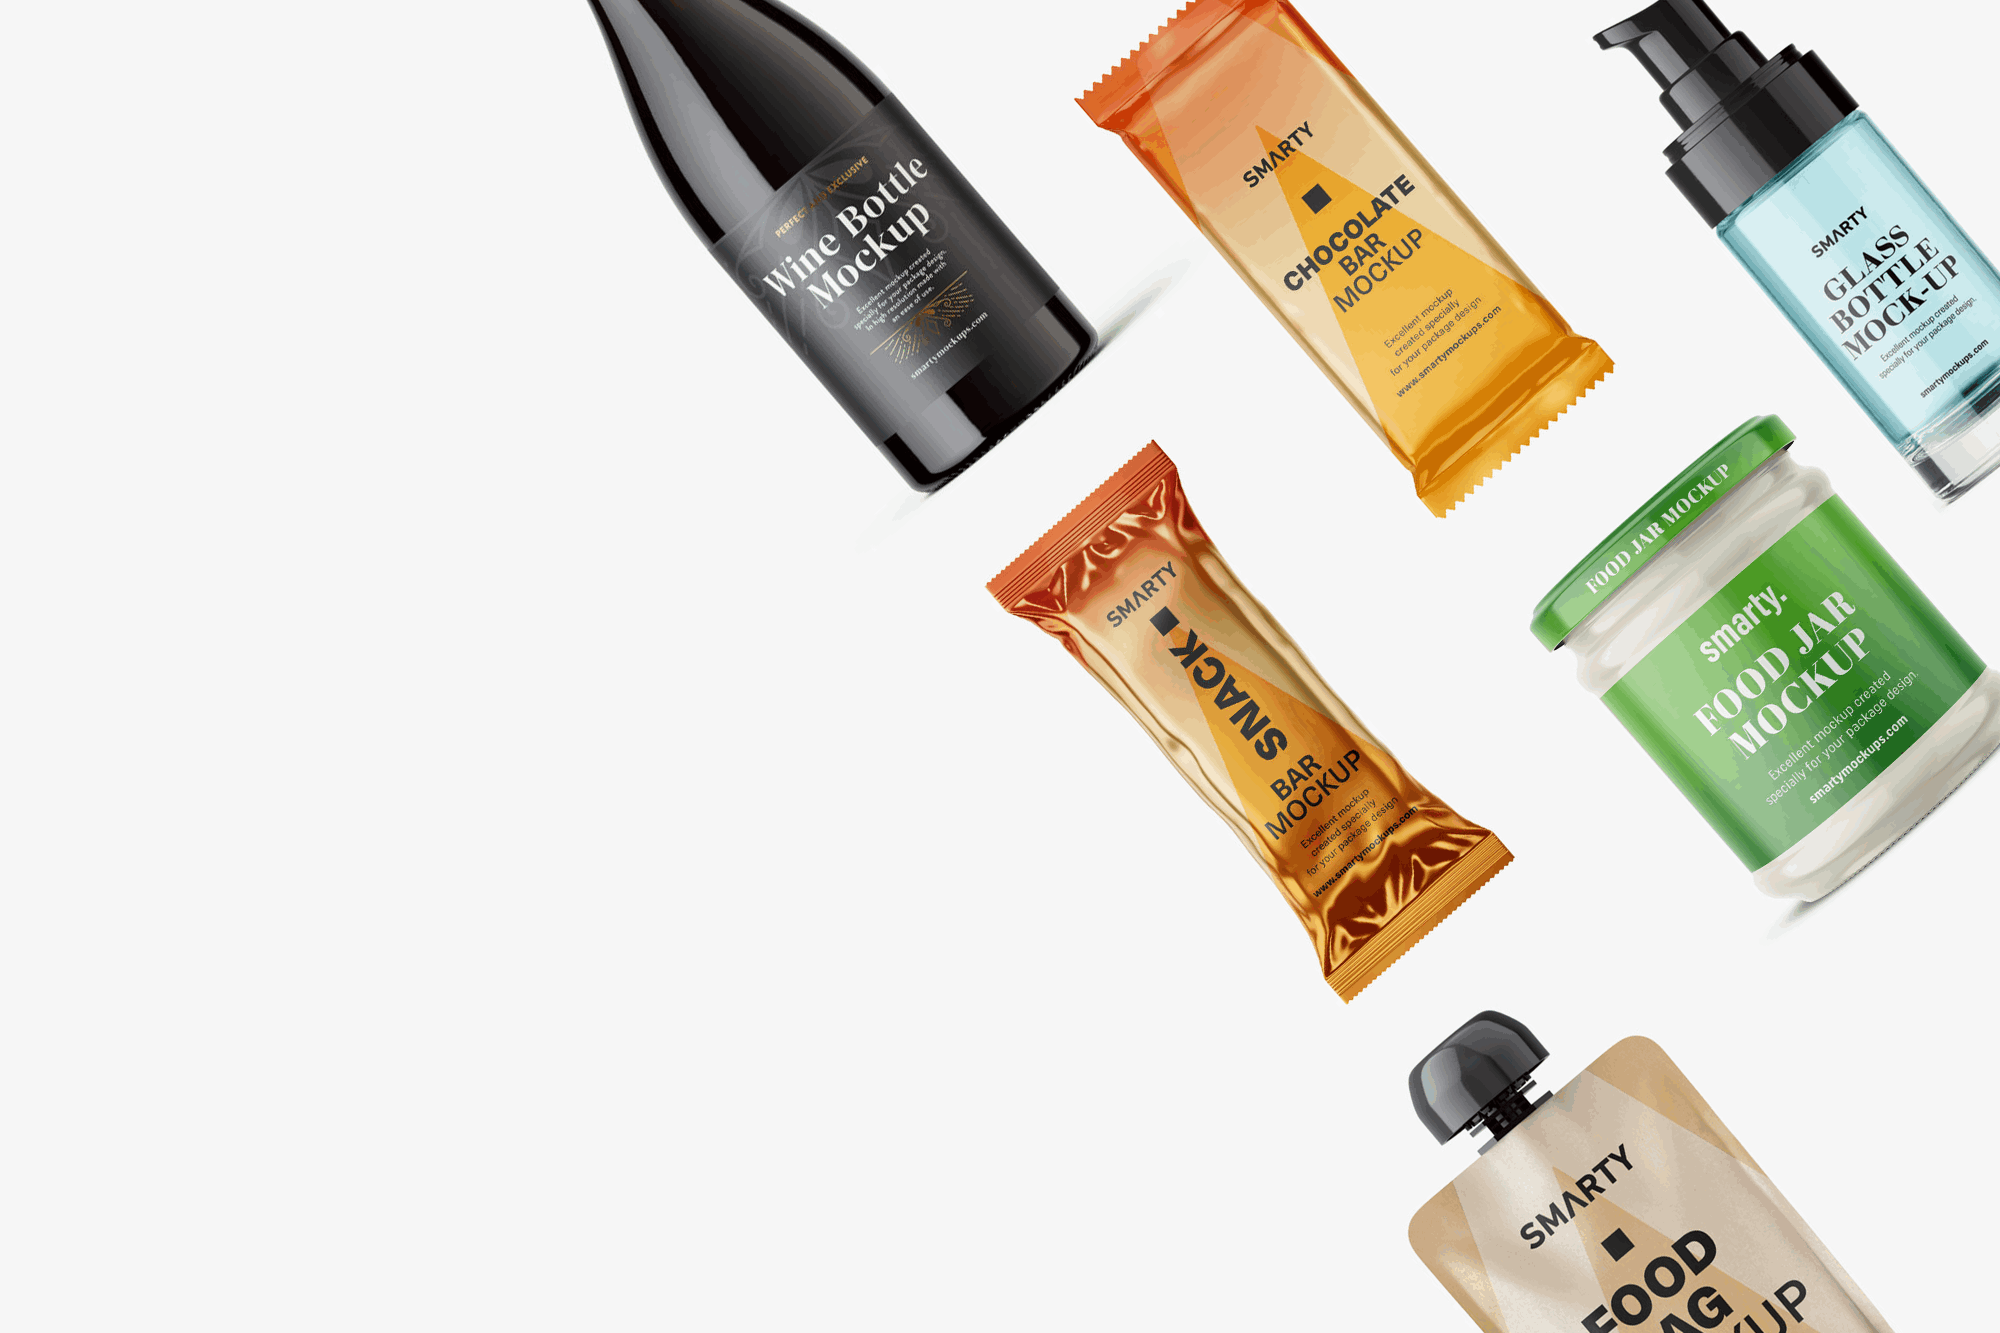 PERFECT AND EXCLUSIVE
Wine Bottle
Mockup
Excellent mockup created
specially for your package design,
in high resolution made with
an ease of use.
smartymockups.com
SMARTY
CHOCOLATE
BAR
MOCKUP
Excellent mockup
created specially
for your package design
www.smartymockups.com
SMARTY
GLASS
BOTTLE
MOCK-UP
Excellent mockup created
specially for your package design.
smartymockups.com
SMARTY
SNACK
BAR
MOCKUP
Excellent mockup
created specially
for your package design
www.smartymockups.com
FOOD JAR MOCKUP
smarty.
FOOD JAR
MOCKUP
Excellent mockup created
specially for your package design.
smartymockups.com
SMARTY
FOOD
AG
KUP